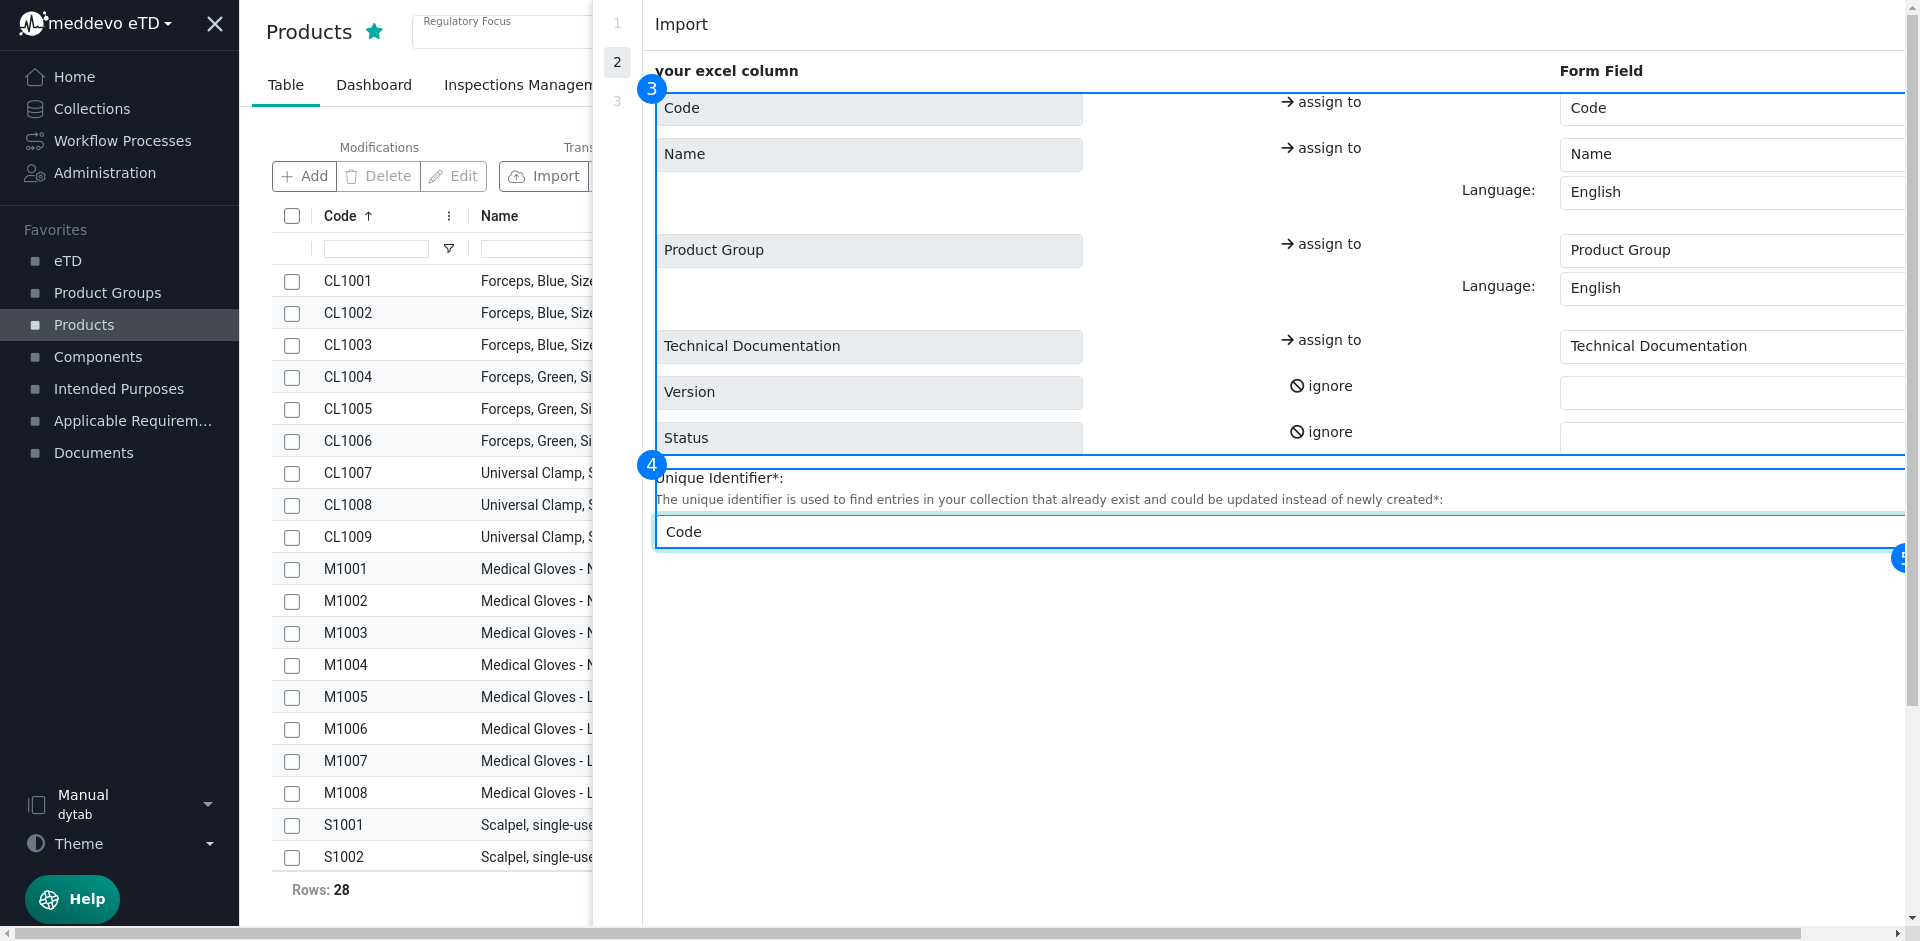 meddevo eTD
Home
Collections
Workflow Processes
Administration
Favorites
eTD
Product Groups
Products
Components
Intended Purposes
Applicable Requirem...
Documents
Manual
dytab
Theme
Help
Products
Regulatory Focus
Table Dashboard Inspections Managem
Modifications
Add Delete Edit Import
Code Name
CL1001 Forceps, Blue, Size
CL1002 Forceps, Blue, Size
CL1003 Forceps, Blue, Size
CL1004 Forceps, Green, Si
CL1005 Forceps, Green, Si
CL1006 Forceps, Green, Si
CL1007 Universal Clamp, S
CL1008 Universal Clamp, S
CL1009 Universal Clamp, S
M1001 Medical Gloves - N
M1002 Medical Gloves - N
M1003 Medical Gloves - N
M1004 Medical Gloves - N
M1005 Medical Gloves - L
M1006 Medical Gloves - L
M1007 Medical Gloves - L
M1008 Medical Gloves - L
S1001 Scalpel, single-use
S1002 Scalpel, single-use
Rows: 28
1
2
3
Import
your excel column Form Field
3
Code → assign to Code
Name → assign to Name
Language: English
Product Group → assign to Product Group
Language: English
Technical Documentation → assign to Technical Documentation
Version ignore
Status ignore
4
Unique Identifier*:
The unique identifier is used to find entries in your collection that already exist and could be updated instead of newly created*:
Code